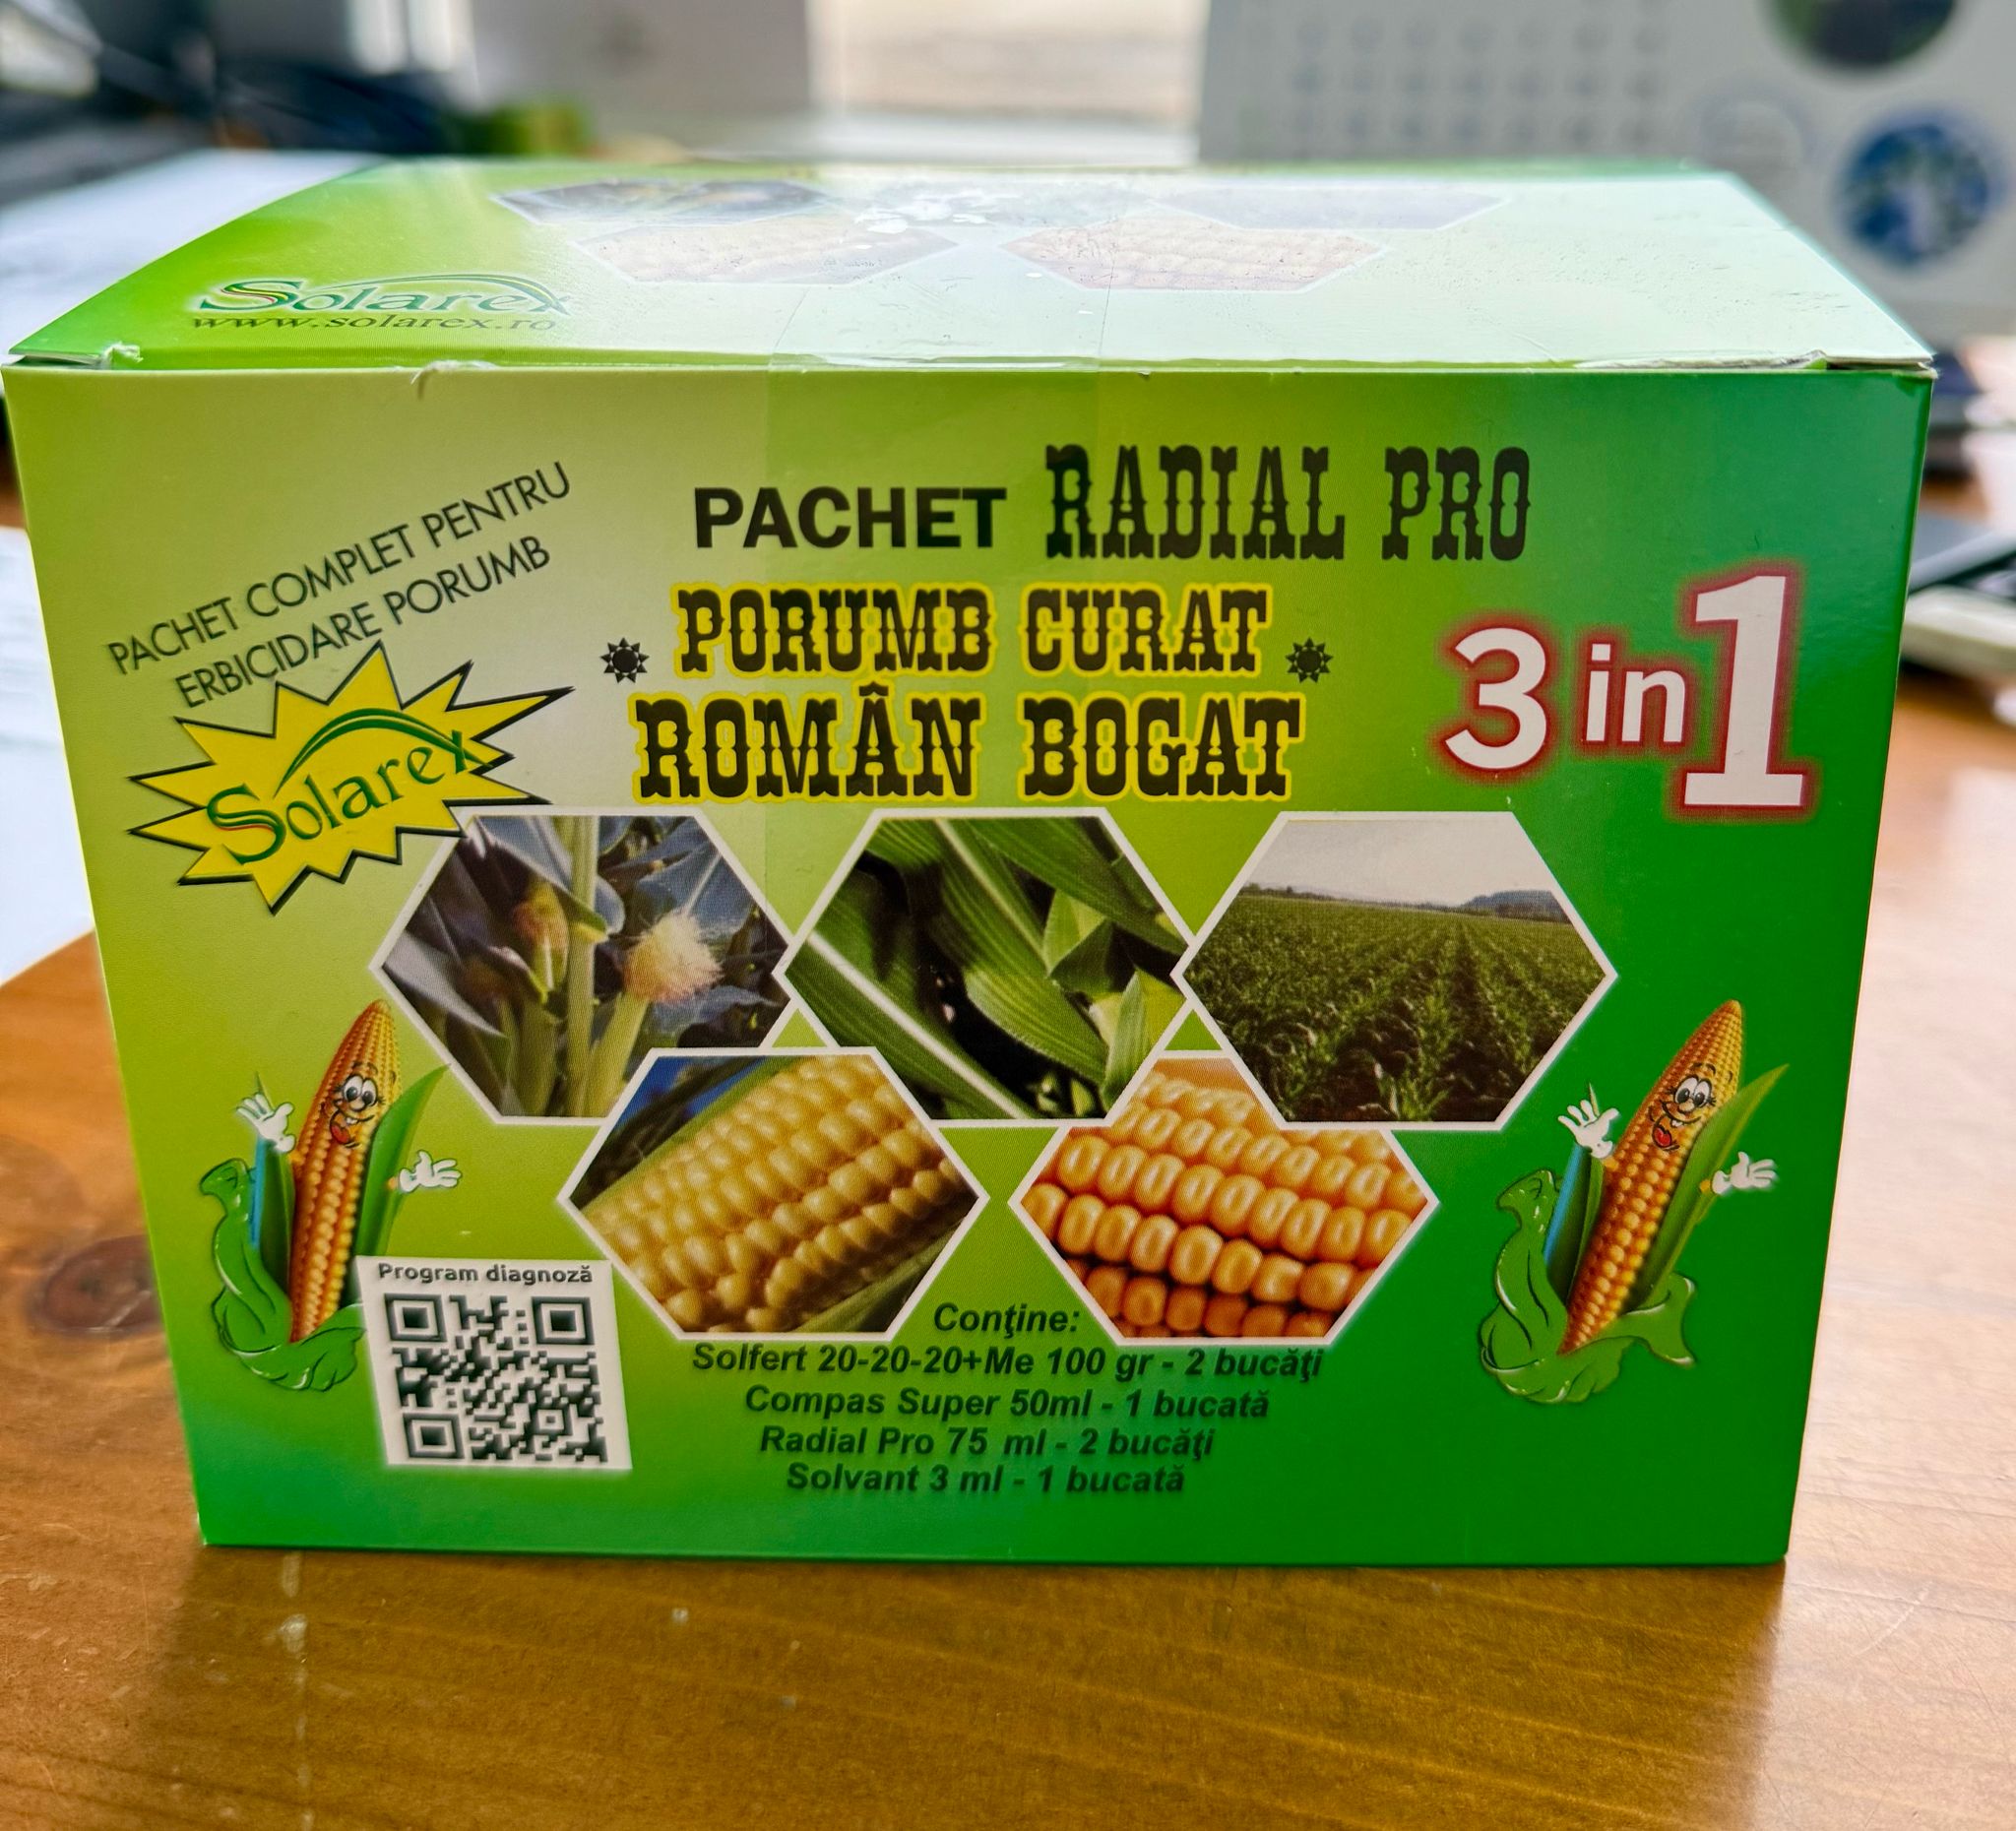 Solarex
www.solarex.ro
PACHET COMPLET PENTRU
ERBICIDARE PORUMB
Solarex
PACHET RADIAL PRO
PORUMB CURAT
ROMÂN BOGAT
3 in 1
Program diagnoză
Conţine:
Solfert 20-20-20+Me 100 gr - 2 bucăţi
Compas Super 50ml - 1 bucată
Radial Pro 75 ml - 2 bucăţi
Solvant 3 ml - 1 bucată